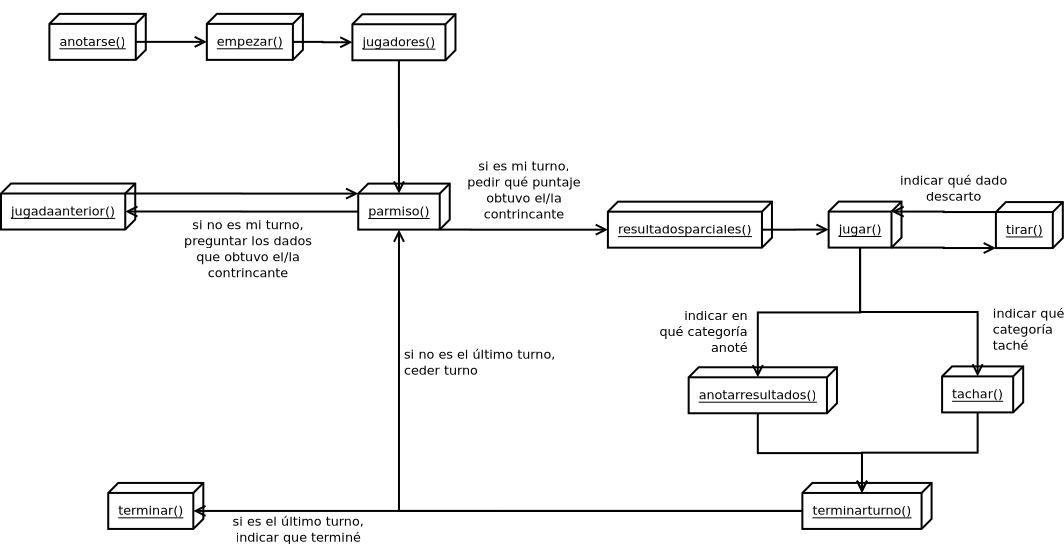 anotarse()
empezar()
jugadores()
si es mi turno,
pedir qué puntaje
obtuvo el/la
contrincante
indicar qué dado
descarto
jugadaanterior()
parmiso()
resultadosparciales()
jugar()
tirar()
si no es mi turno,
preguntar los dados
que obtuvo el/la
contrincante
indicar en
qué categoría
anoté
indicar qué
categoría
taché
si no es el último turno,
ceder turno
anotarresultados()
tachar()
terminar()
terminarturno()
si es el último turno,
indicar que terminé